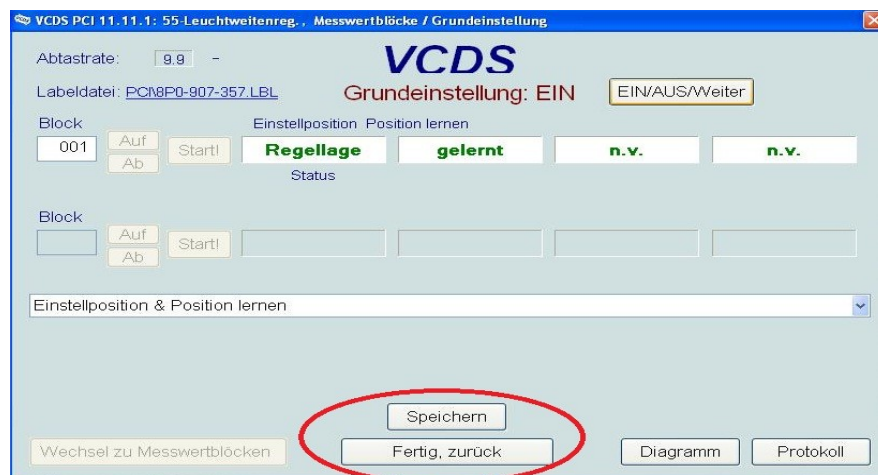 VCDS PCI 11.11.1: 55-Leuchtweitenreg., Messwertblöcke / Grundeinstellung
Abtastrate: 9.9 -
VCDS
Labeldatei: PCI\8P0-907-357.LBL
Grundeinstellung: EIN
EIN/AUS/Weiter
Block
Einstellposition Position lernen
001
Auf
Ab
Start!
Regellage
gelernt
n.v.
n.v.
Status
Block
Auf
Ab
Start!
Einstellposition & Position lernen
Speichern
Wechsel zu Messwertblöcken
Fertig, zurück
Diagramm
Protokoll